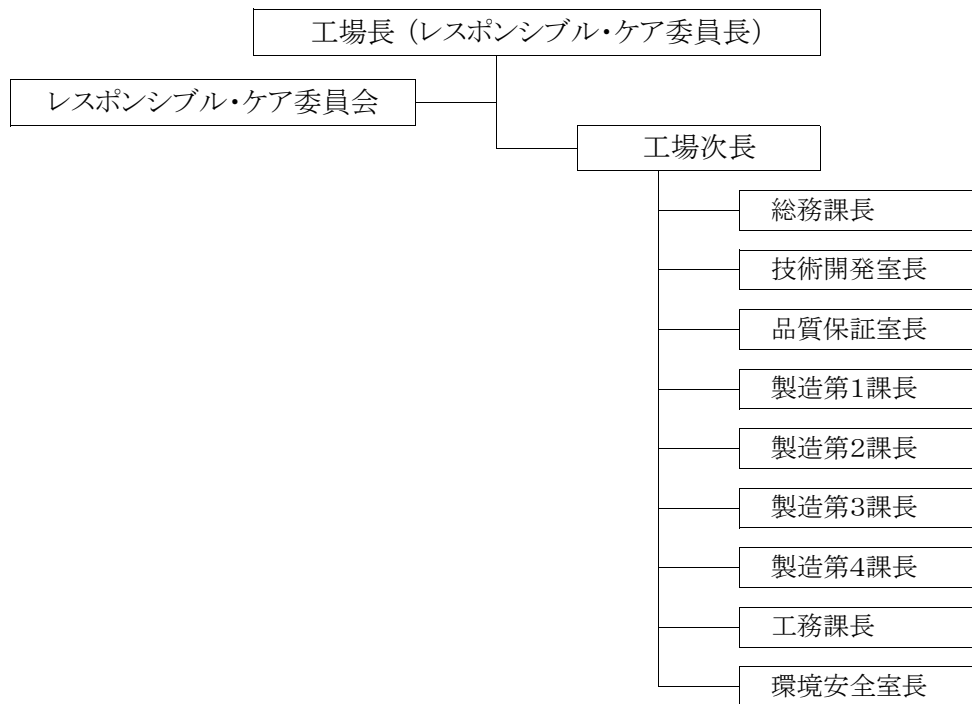 工場長（レスポンシブル・ケア委員長）
レスポンシブル・ケア委員会
工場次長
総務課長
技術開発室長
品質保証室長
製造第1課長
製造第2課長
製造第3課長
製造第4課長
工務課長
環境安全室長